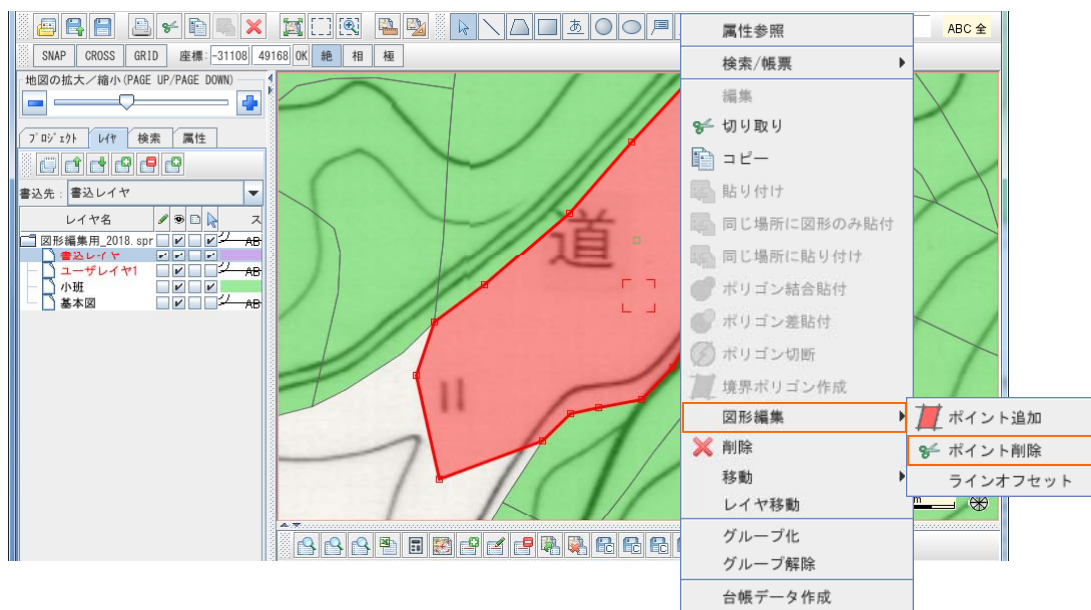 あ
ABC 全
SNAP CROSS GRID 座標: -31108 49168 OK 絶 相 極
地図の拡大／縮小(PAGE UP/PAGE DOWN)
プロジェクト レイヤ 検索 属性
書込先: 書込レイヤ
レイヤ名 ス
図形編集用_2018. spr AB
書込レイヤ
ユーザレイヤ1 AB
小班
基本図 AB
道
属性参照
検索/帳票
編集
切り取り
コピー
貼り付け
同じ場所に図形のみ貼付
同じ場所に貼り付け
ポリゴン結合貼付
ポリゴン差貼付
ポリゴン切断
境界ポリゴン作成
図形編集
削除
移動
レイヤ移動
グループ化
グループ解除
台帳データ作成
ポイント追加
ポイント削除
ラインオフセット
m